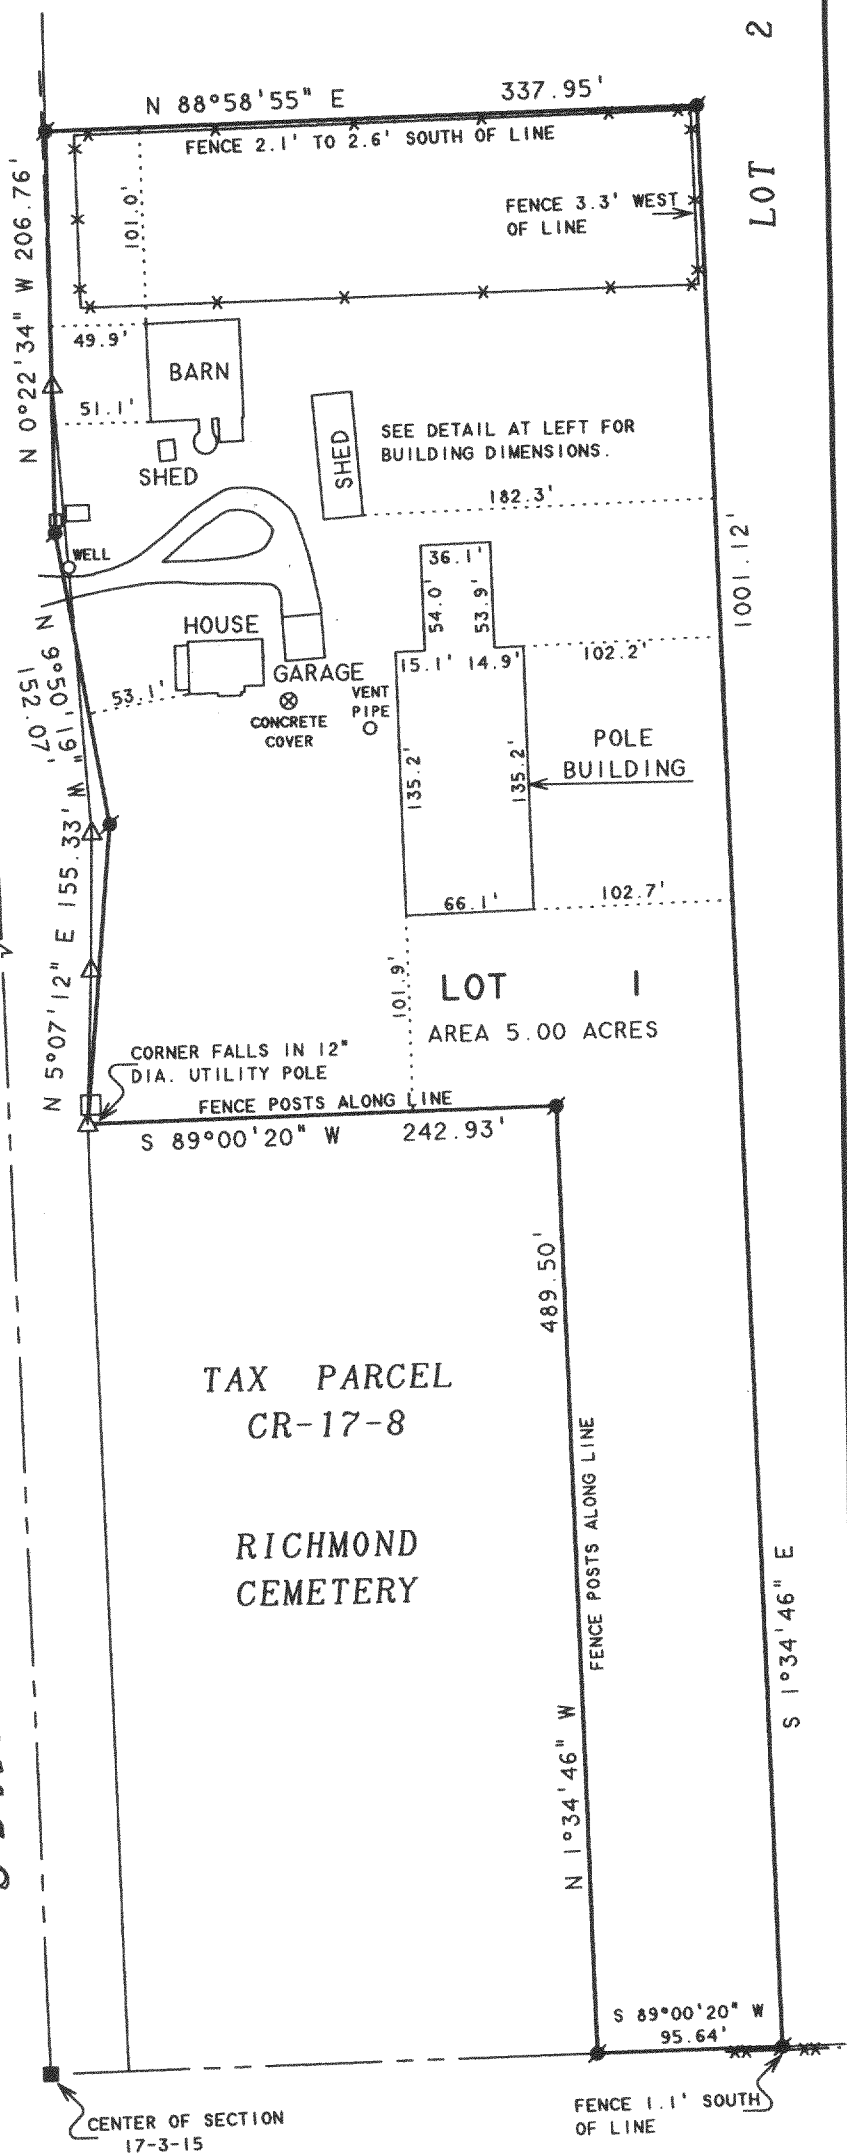 2
LOT
N 88°58'55" E 337.95'
FENCE 2.1' TO 2.6' SOUTH OF LINE
101.0'
FENCE 3.3' WEST
OF LINE
N 0°22'34" W 206.76'
49.9'
BARN
51.1'
SHED
SHED
SEE DETAIL AT LEFT FOR
BUILDING DIMENSIONS.
182.3'
1001.12'
WELL
36.1'
54.0'
53.9'
HOUSE
15.1' 14.9'
102.2'
GARAGE
53.1'
CONCRETE
COVER
VENT
PIPE
N 9°50'19" W
152.07'
POLE
BUILDING
135.2'
135.2'
66.1'
102.7'
N 5°07'12" E 155.33'
101.9'
LOT 1
AREA 5.00 ACRES
CORNER FALLS IN 12"
DIA. UTILITY POLE
FENCE POSTS ALONG LINE
S 89°00'20" W 242.93'
489.50'
TAX PARCEL
CR-17-8
RICHMOND
CEMETERY
FENCE POSTS ALONG LINE
N 1°34'46" W
S 1°34'46" E
S 89°00'20" W
95.64'
CENTER OF SECTION
17-3-15
FENCE 1.1' SOUTH
OF LINE